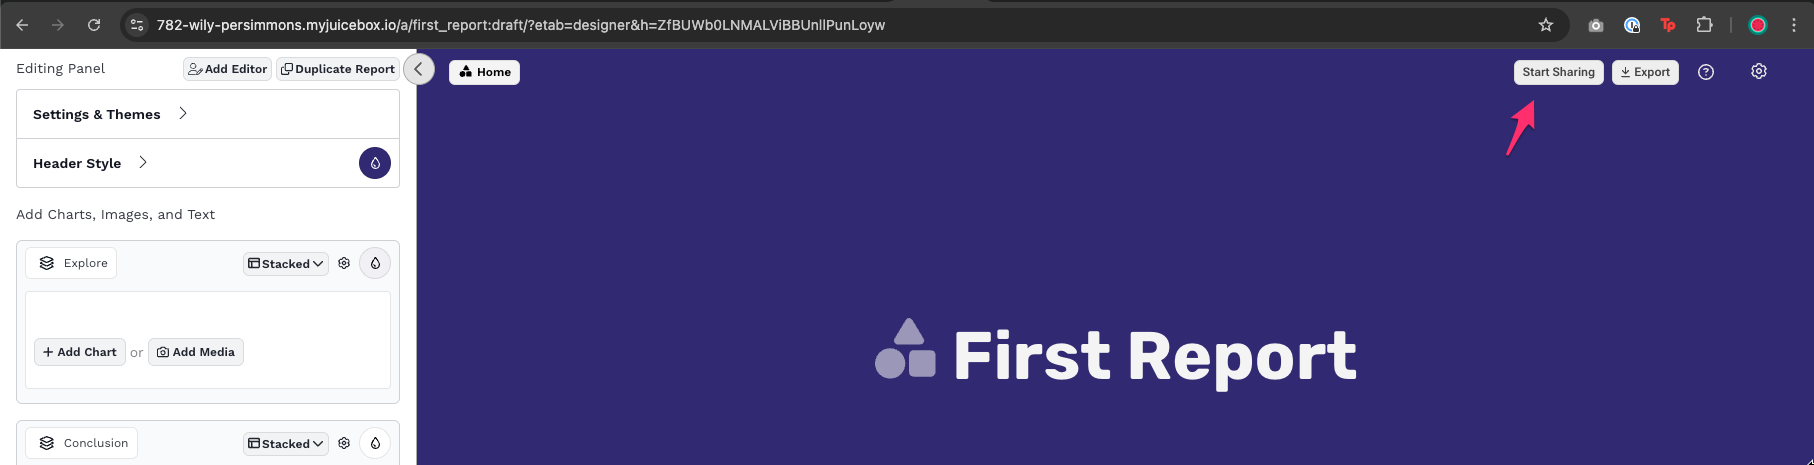 782-wily-persimmons.myjuicebox.io/a/first_report:draft/?etab=designer&h=ZfBUWb0LNMALViBBUnllPunLoyw
Tp
Editing Panel
Add Editor
Duplicate Report
Home
Start Sharing
Export
Settings & Themes
Header Style
Add Charts, Images, and Text
Explore
Stacked
Add Chart or Add Media
First Report
Conclusion
Stacked